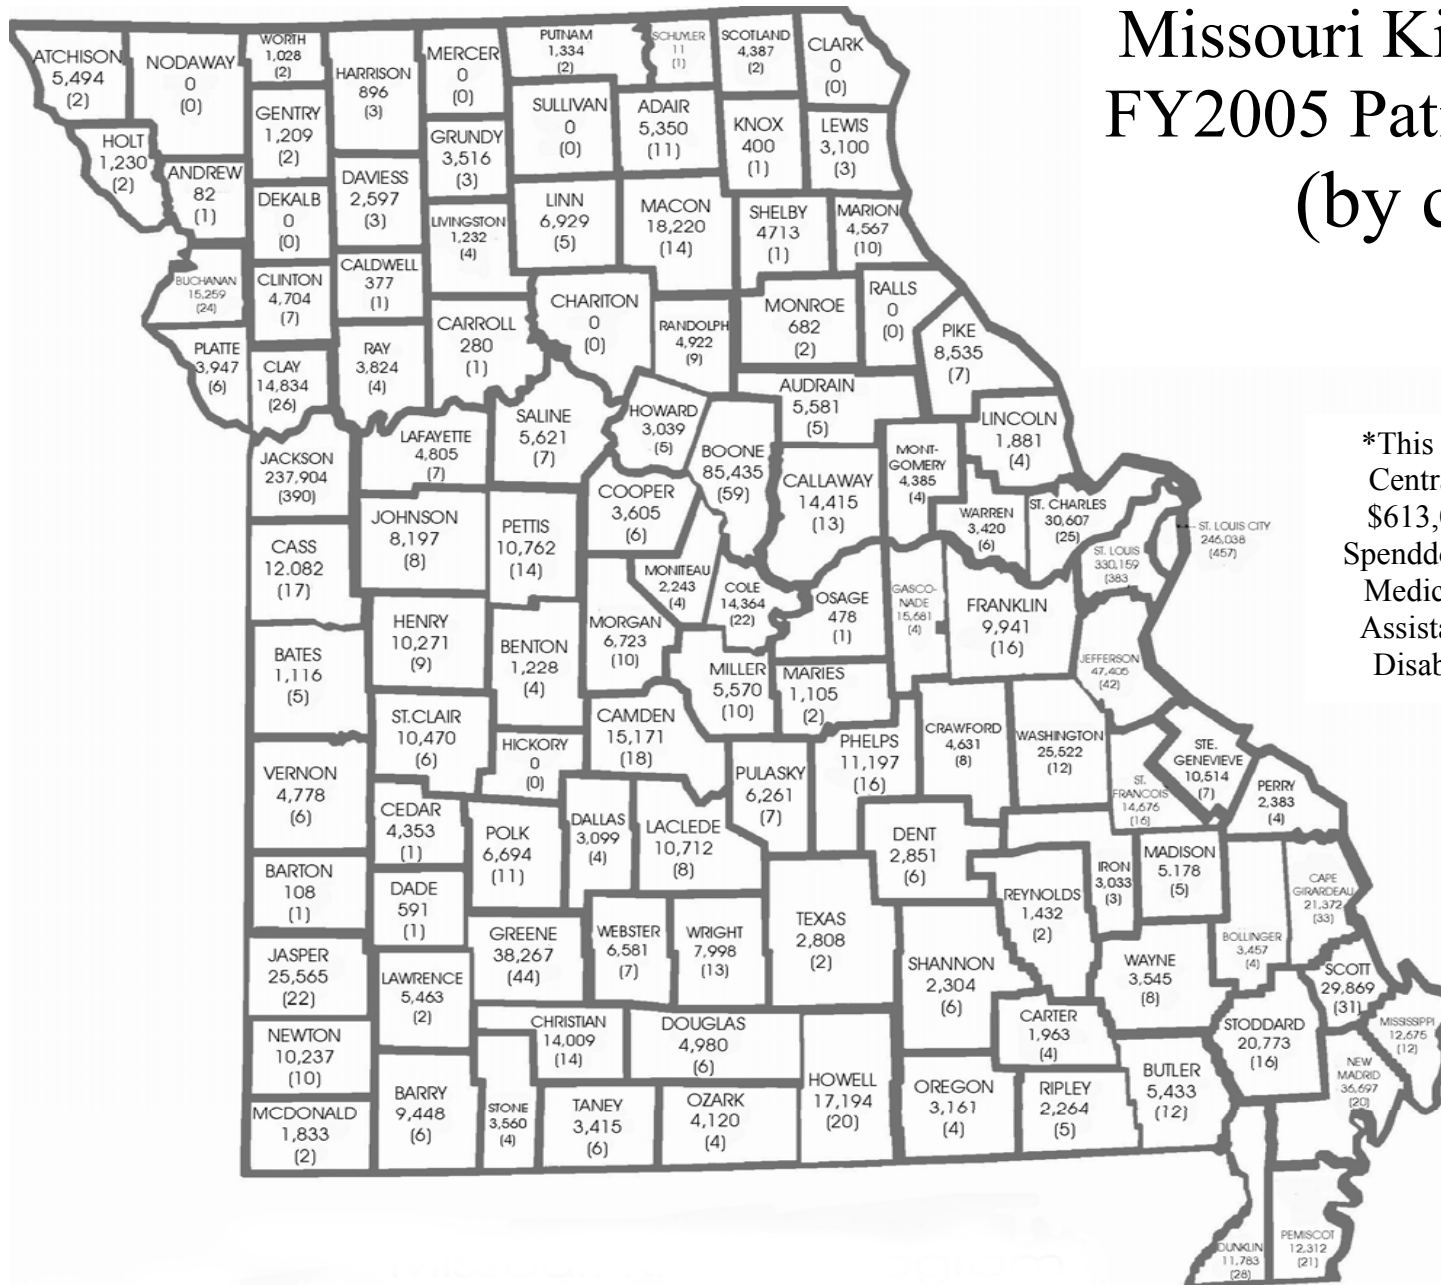 Missouri Ki
FY2005 Pat
(by c
ATCHISON
5,494
(2)
NODAWAY
0
(0)
WORTH
1,028
(2)
HARRISON
896
(3)
MERCER
0
(0)
PUTNAM
1,334
(2)
SCHUYLER
11
(1)
SCOTLAND
4,387
(2)
CLARK
0
(0)
HOLT
1,230
(2)
ANDREW
82
(1)
GENTRY
1,209
(2)
DEKALB
0
(0)
DAVIESS
2,597
(3)
GRUNDY
3,516
(3)
SULLIVAN
0
(0)
ADAIR
5,350
(11)
KNOX
400
(1)
LEWIS
3,100
(3)
LIVINGSTON
1,232
(4)
LINN
6,929
(5)
MACON
18,220
(14)
SHELBY
4713
(1)
MARION
4,567
(10)
BUCHANAN
15,259
(24)
CLINTON
4,704
(7)
CALDWELL
377
(1)
CARROLL
280
(1)
CHARITON
0
(0)
RANDOLPH
4,922
(9)
MONROE
682
(2)
RALLS
0
(0)
PIKE
8,535
(7)
PLATTE
3,947
(6)
CLAY
14,834
(26)
RAY
3,824
(4)
AUDRAIN
5,581
(5)
JACKSON
237,904
(390)
LAFAYETTE
4,805
(7)
SALINE
5,621
(7)
HOWARD
3,039
(5)
BOONE
85,435
(59)
CALLAWAY
14,415
(13)
MONT-
GOMERY
4,385
(4)
LINCOLN
1,881
(4)
*This
Centra
$613,
Spendd
Medic
Assista
Disab
WARREN
3,420
(6)
ST. CHARLES
30,607
(25)
ST. LOUIS CITY
246,038
(457)
ST. LOUIS
330,159
(383
CASS
12.082
(17)
JOHNSON
8,197
(8)
PETTIS
10,762
(14)
COOPER
3,605
(6)
MONITEAU
2,243
(4)
COLE
14,364
(22)
OSAGE
478
(1)
GASCO-
NADE
15,681
(4)
FRANKLIN
9,941
(16)
JEFFERSON
47,405
(42)
BATES
1,116
(5)
HENRY
10,271
(9)
BENTON
1,228
(4)
MORGAN
6,723
(10)
MILLER
5,570
(10)
MARIES
1,105
(2)
VERNON
4,778
(6)
ST.CLAIR
10,470
(6)
HICKORY
0
(0)
CAMDEN
15,171
(18)
PULASKY
6,261
(7)
PHELPS
11,197
(16)
CRAWFORD
4,631
(8)
WASHINGTON
25,522
(12)
ST.
FRANCOIS
14,676
(16)
STE.
GENEVIEVE
10,514
(7)
PERRY
2,383
(4)
CEDAR
4,353
(1)
POLK
6,694
(11)
DALLAS
3,099
(4)
LACLEDE
10,712
(8)
DENT
2,851
(6)
IRON
3,033
(3)
MADISON
5.178
(5)
BARTON
108
(1)
DADE
591
(1)
REYNOLDS
1,432
(2)
CAPE
GIRARDEAU
21,372
(33)
JASPER
25,565
(22)
LAWRENCE
5,463
(2)
GREENE
38,267
(44)
WEBSTER
6,581
(7)
WRIGHT
7,998
(13)
TEXAS
2,808
(2)
SHANNON
2,304
(6)
WAYNE
3,545
(8)
BOLLINGER
3,457
(4)
SCOTT
29,869
(31)
NEWTON
10,237
(10)
CHRISTIAN
14,009
(14)
DOUGLAS
4,980
(6)
CARTER
1,963
(4)
STODDARD
20,773
(16)
MISSISSIPPI
12,675
(12)
NEW
MADRID
36,697
(20)
MCDONALD
1,833
(2)
BARRY
9,448
(6)
STONE
3,560
(4)
TANEY
3,415
(6)
OZARK
4,120
(4)
HOWELL
17,194
(20)
OREGON
3,161
(4)
RIPLEY
2,264
(5)
BUTLER
5,433
(12)
DUNKLIN
11,783
(28)
PEMISCOT
12,312
(21)